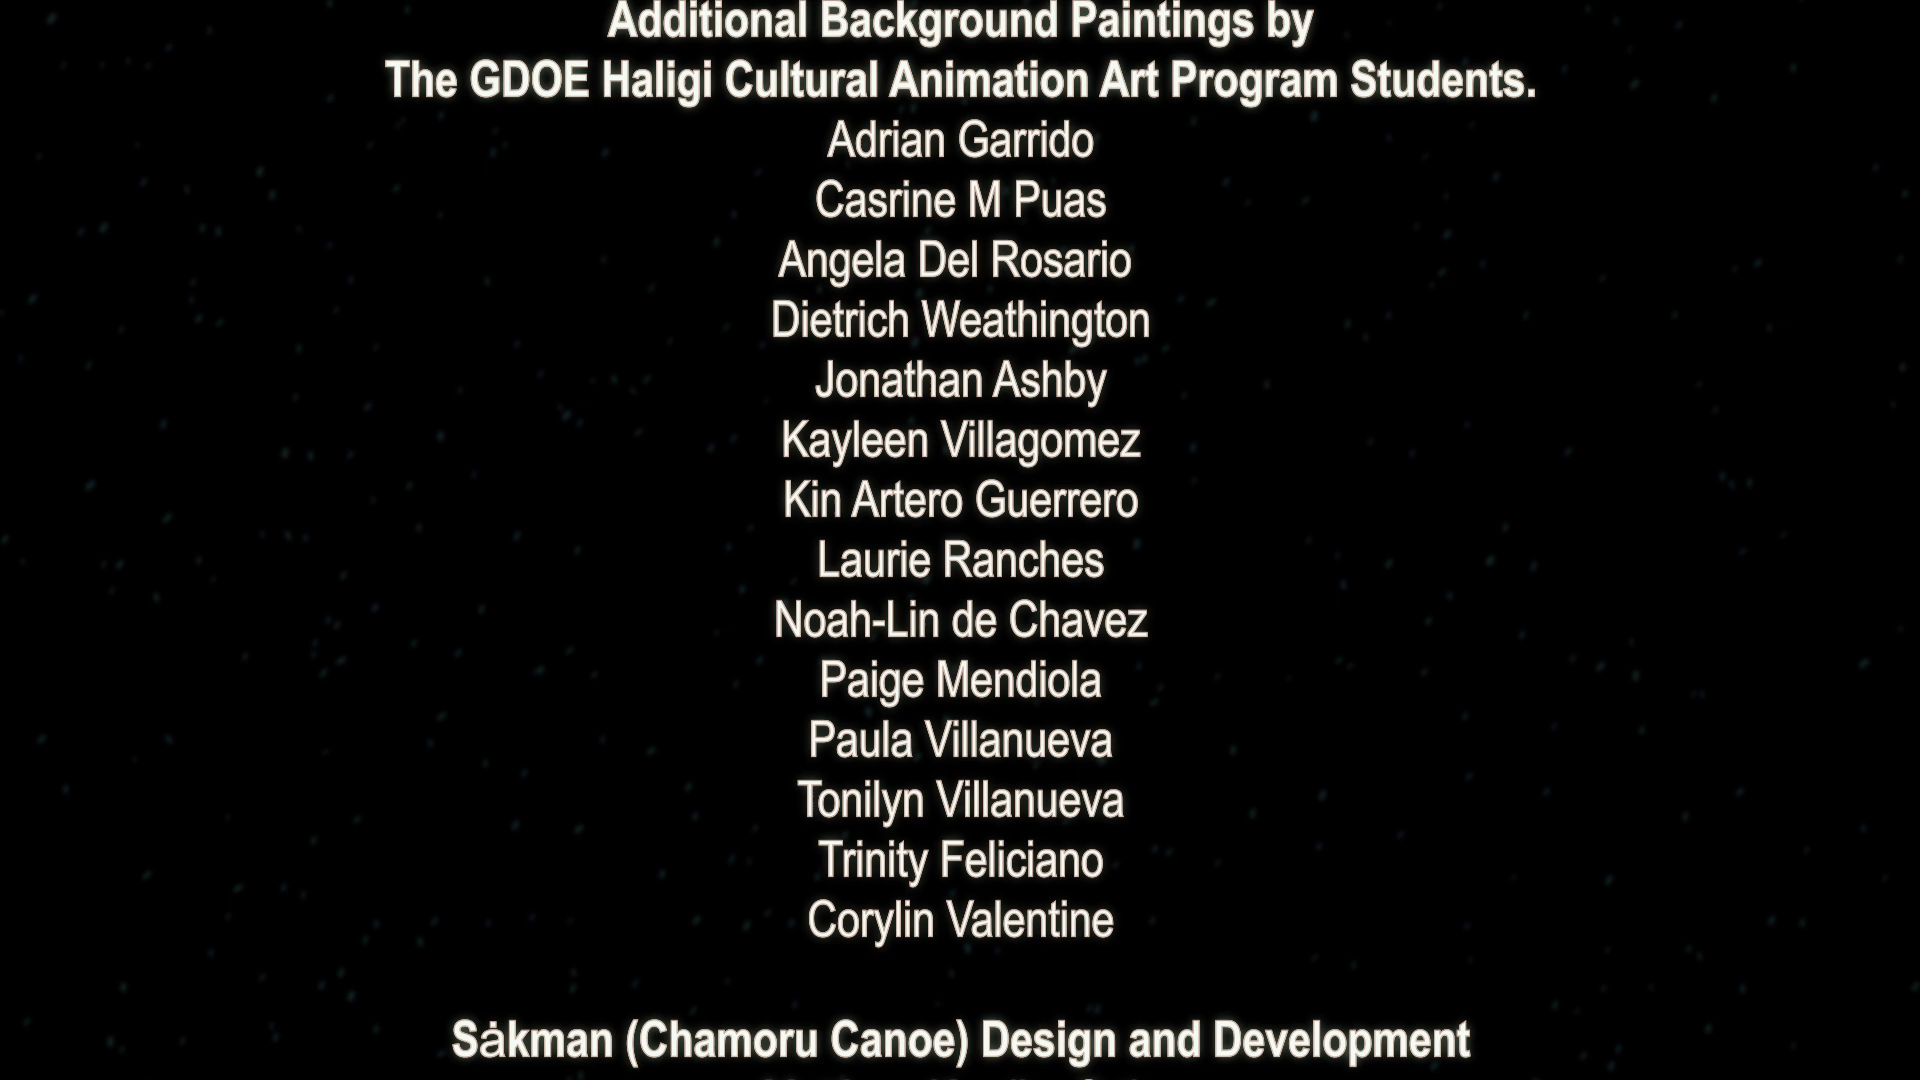 Additional Background Paintings by
The GDOE Haligi Cultural Animation Art Program Students.
Adrian Garrido
Casrine M Puas
Angela Del Rosario
Dietrich Weathington
Jonathan Ashby
Kayleen Villagomez
Kin Artero Guerrero
Laurie Ranches
Noah-Lin de Chavez
Paige Mendiola
Paula Villanueva
Tonilyn Villanueva
Trinity Feliciano
Corylin Valentine
Sȧkman (Chamoru Canoe) Design and Development